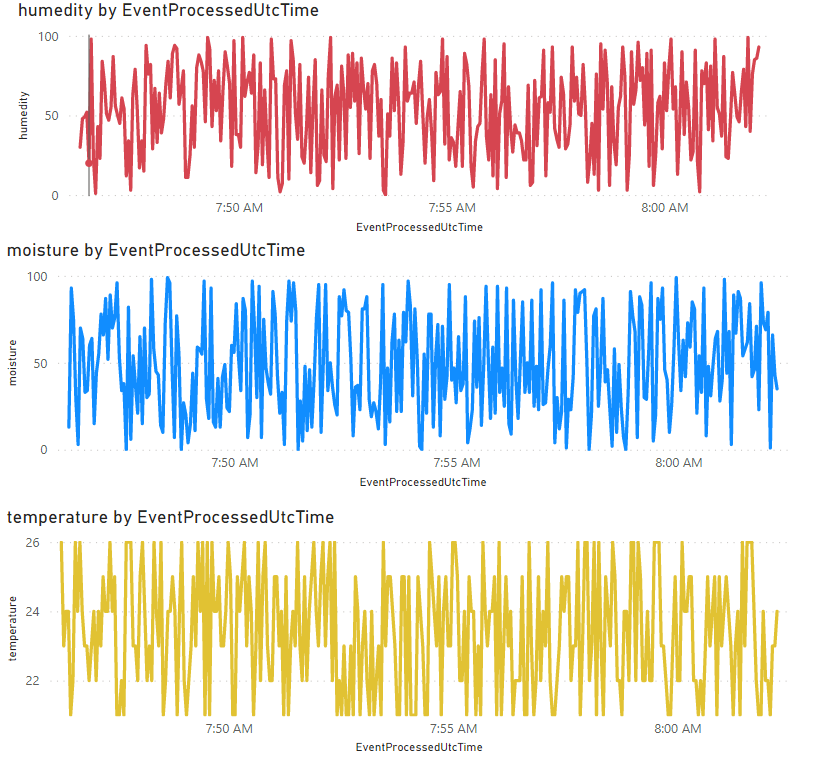 humedity by EventProcessedUtcTime
100
50
0
humedity
7:50 AM
7:55 AM
8:00 AM
EventProcessedUtcTime
moisture by EventProcessedUtcTime
100
50
0
moisture
7:50 AM
7:55 AM
8:00 AM
EventProcessedUtcTime
temperature by EventProcessedUtcTime
26
24
22
temperature
7:50 AM
7:55 AM
8:00 AM
EventProcessedUtcTime